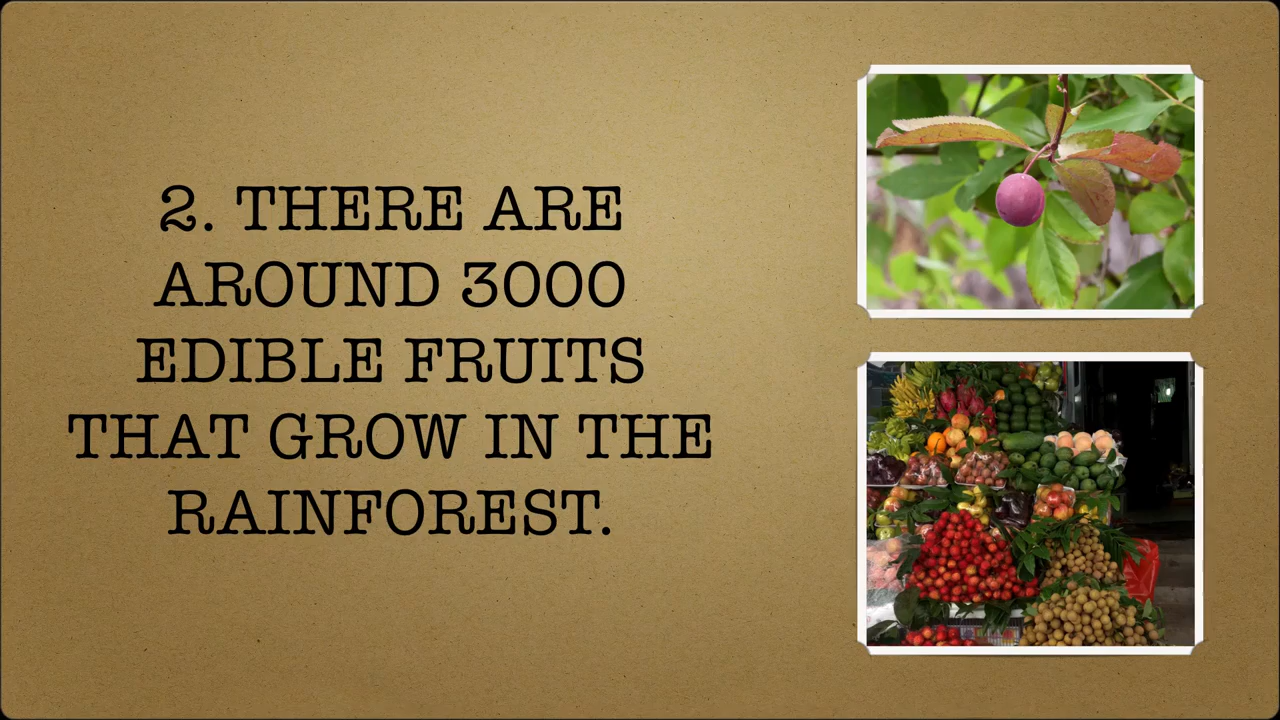 2. THERE ARE
AROUND 3000
EDIBLE FRUITS
THAT GROW IN THE
RAINFOREST.